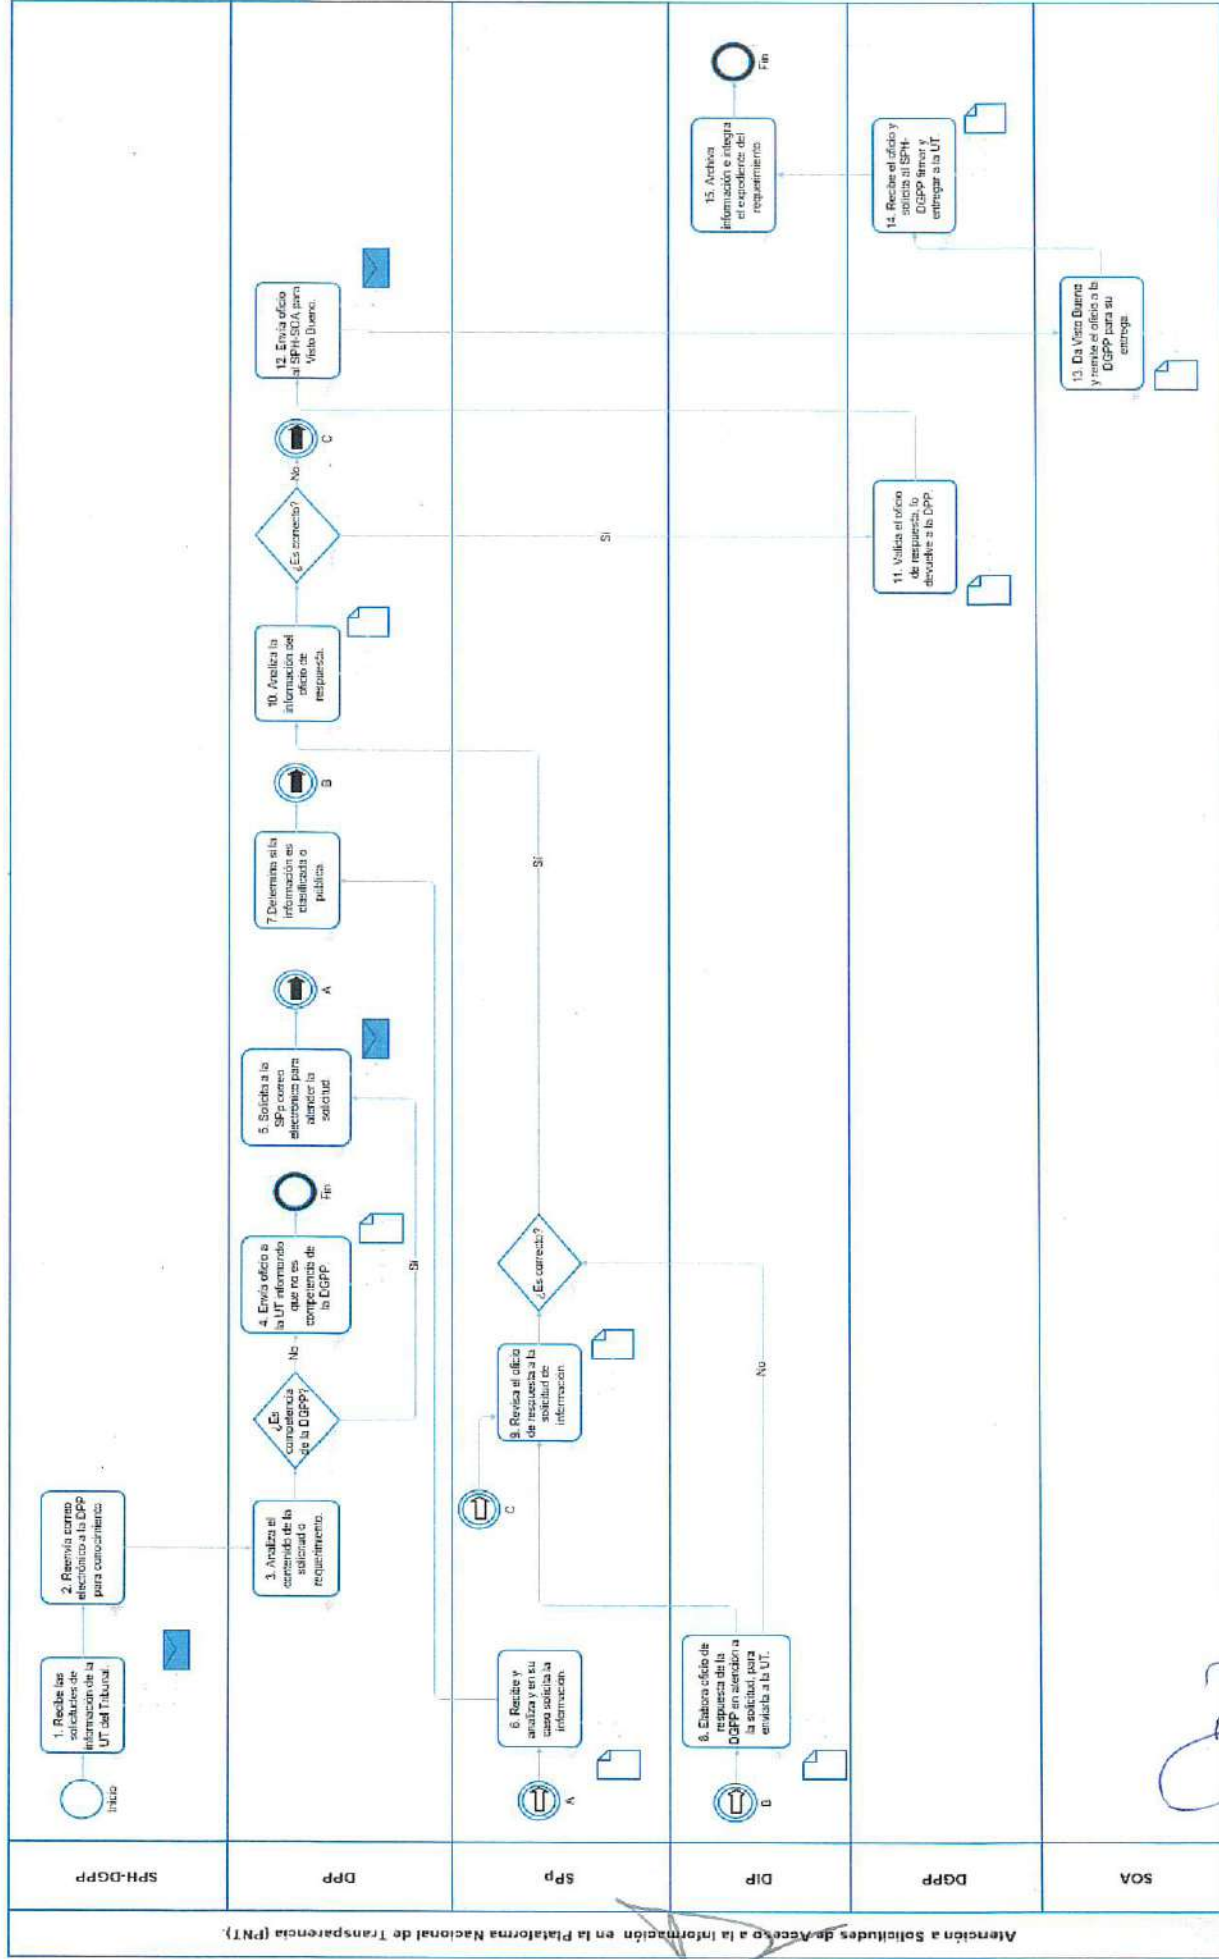 Atención a Solicitudes de Acceso a la Información en la Plataforma Nacional de Transparencia (PNT).
SPH-DGPP
Inicio
1. Recibe las
solicitudes de
información de la
UT del Tribunal.
2. Reenvía correo
electrónico a la DPP
para conocimiento
DPP
3. Analiza el
contenido de la
solicitud o
requerimiento.
¿Es
competencia
de la DGPP?
No
4. Envía oficio a
la UT informando
que no es
competencia de
la DGPP.
Fin
Sí
5. Solicita a la
SPp correo
electrónico para
atender la
solicitud.
A
7.Determina si la
información es
clasificada o
pública.
B
10. Analiza la
información del
oficio de
respuesta.
¿Es correcto?
No
C
Sí
12. Envía oficio
al SPH-SOA para
Visto Bueno.
SPp
A
6. Recibe y
analiza y en su
caso solicita la
información.
C
9. Revisa el oficio
de respuesta a la
solicitud de
información.
¿Es correcto?
Sí
DIP
B
8. Elabora oficio de
respuesta de la
DGPP en atención a
la solicitud, para
enviarla a la UT.
No
15. Archiva
información e integra
el expediente del
requerimiento.
Fin
DGPP
11. Valida el oficio
de respuesta, lo
devuelve a la DPP.
14. Recibe el oficio y
solicita al SPH-
DGPP firmar y
entregar a la UT.
SOA
13. Da Visto Bueno
y remite el oficio a la
DGPP para su
entrega.